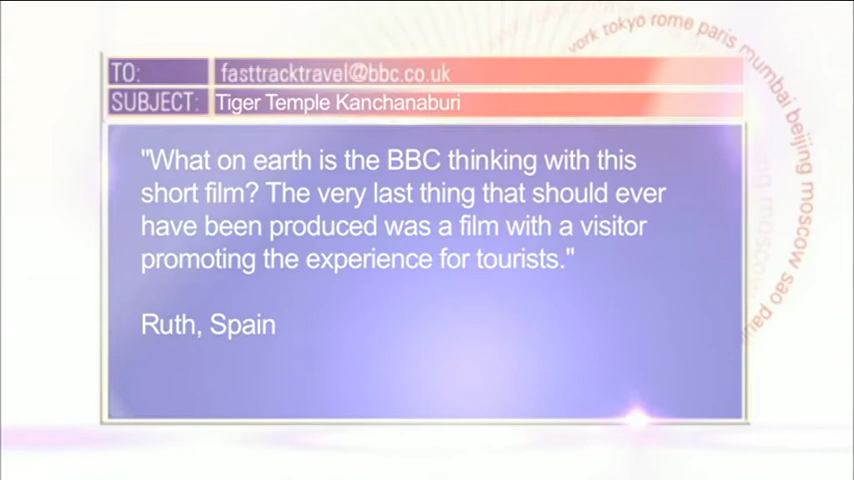 york tokyo rome paris mumbai beijing moscow sao paul
TO: fasttracktravel@bbc.co.uk
SUBJECT: Tiger Temple Kanchanaburi
"What on earth is the BBC thinking with this
short film? The very last thing that should ever
have been produced was a film with a visitor
promoting the experience for tourists."
Ruth, Spain